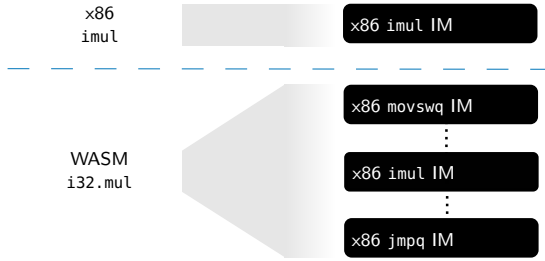 x86
imul
x86 imul IM
WASM
i32.mul
x86 movswq IM
x86 imul IM
x86 jmpq IM